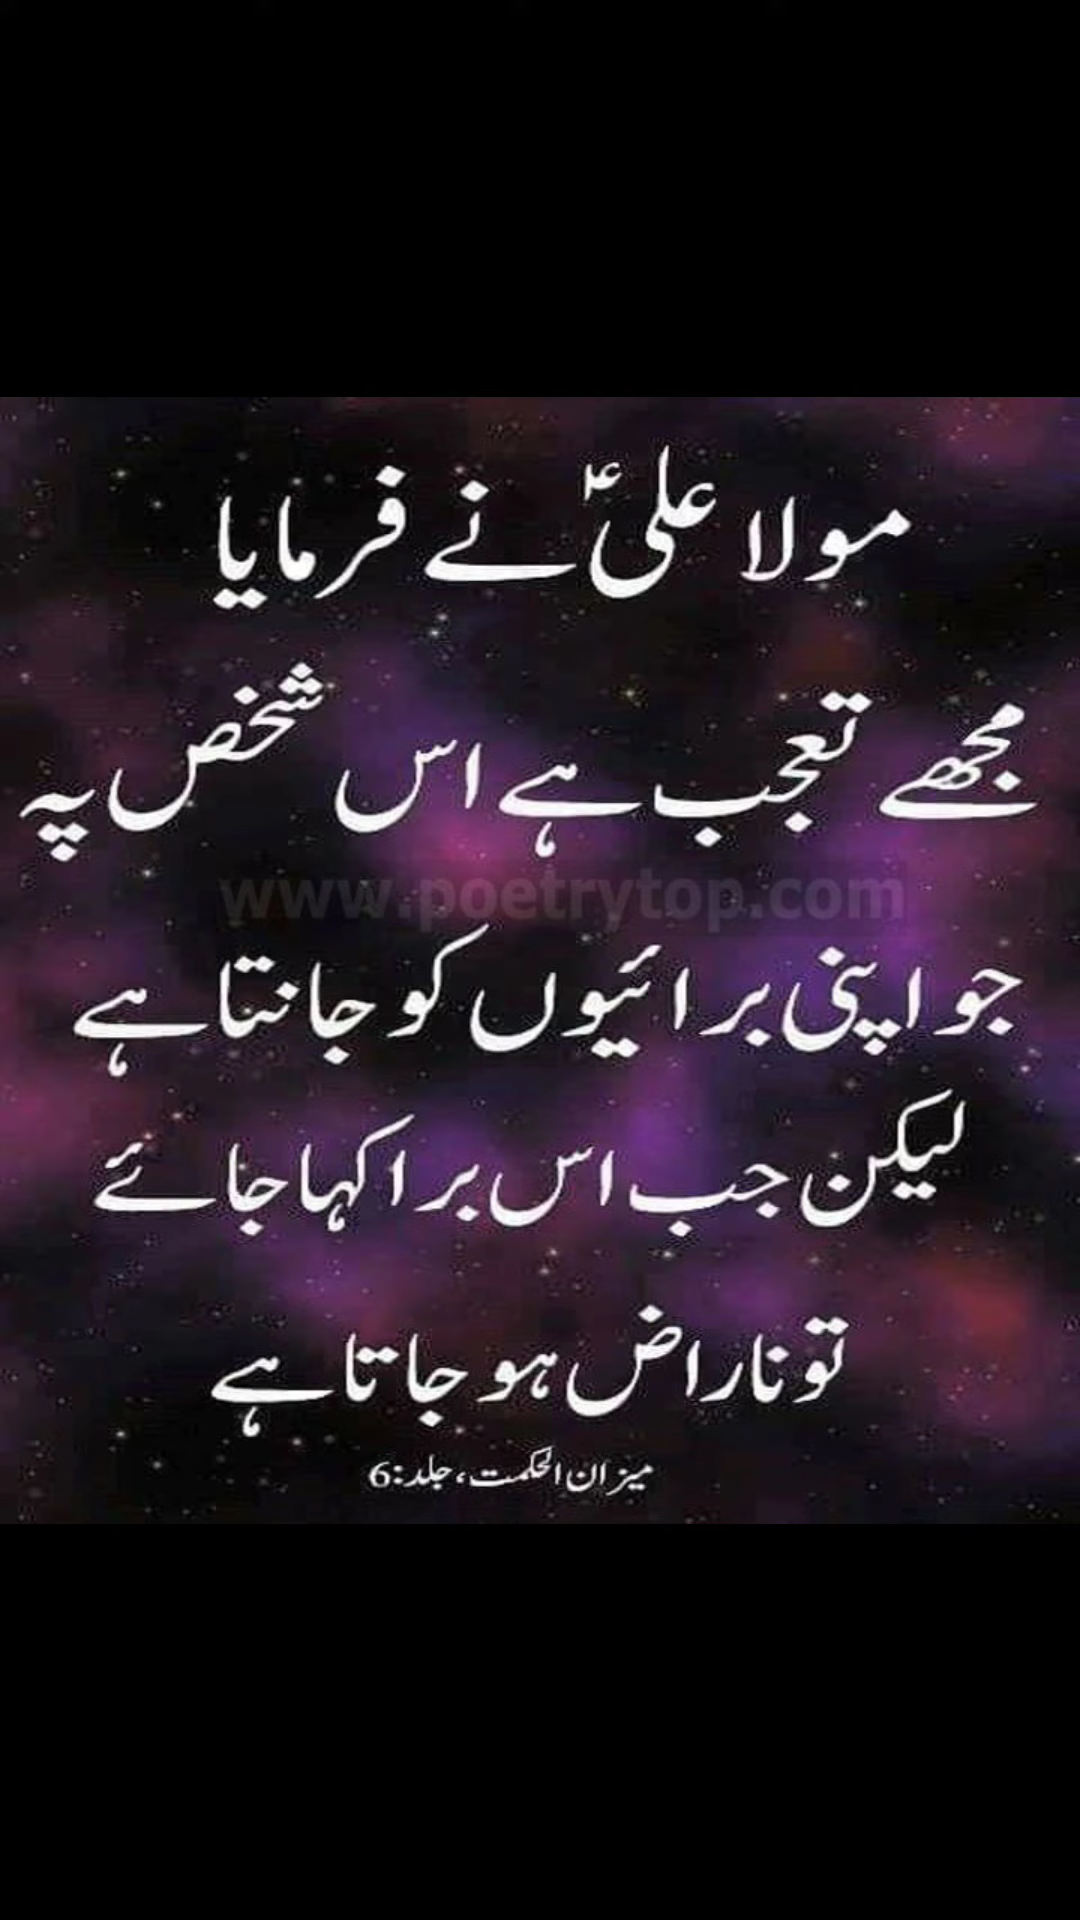 مولا علیؑ نے فرمایا
مجھے تعجب ہے اس شخص پہ
www.poetrytop.com
جو اپنی برائیوں کو جانتا ہے
لیکن جب اس برا کہا جائے
تو ناراض ہو جاتا ہے
میزان الحکمت، جلد:6